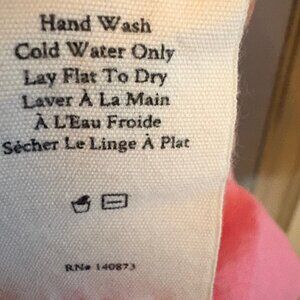 Hand Wash
Cold Water Only
Lay Flat To Dry
Laver À La Main
À L'Eau Froide
Sècher Le Linge À Plat
RN# 140873